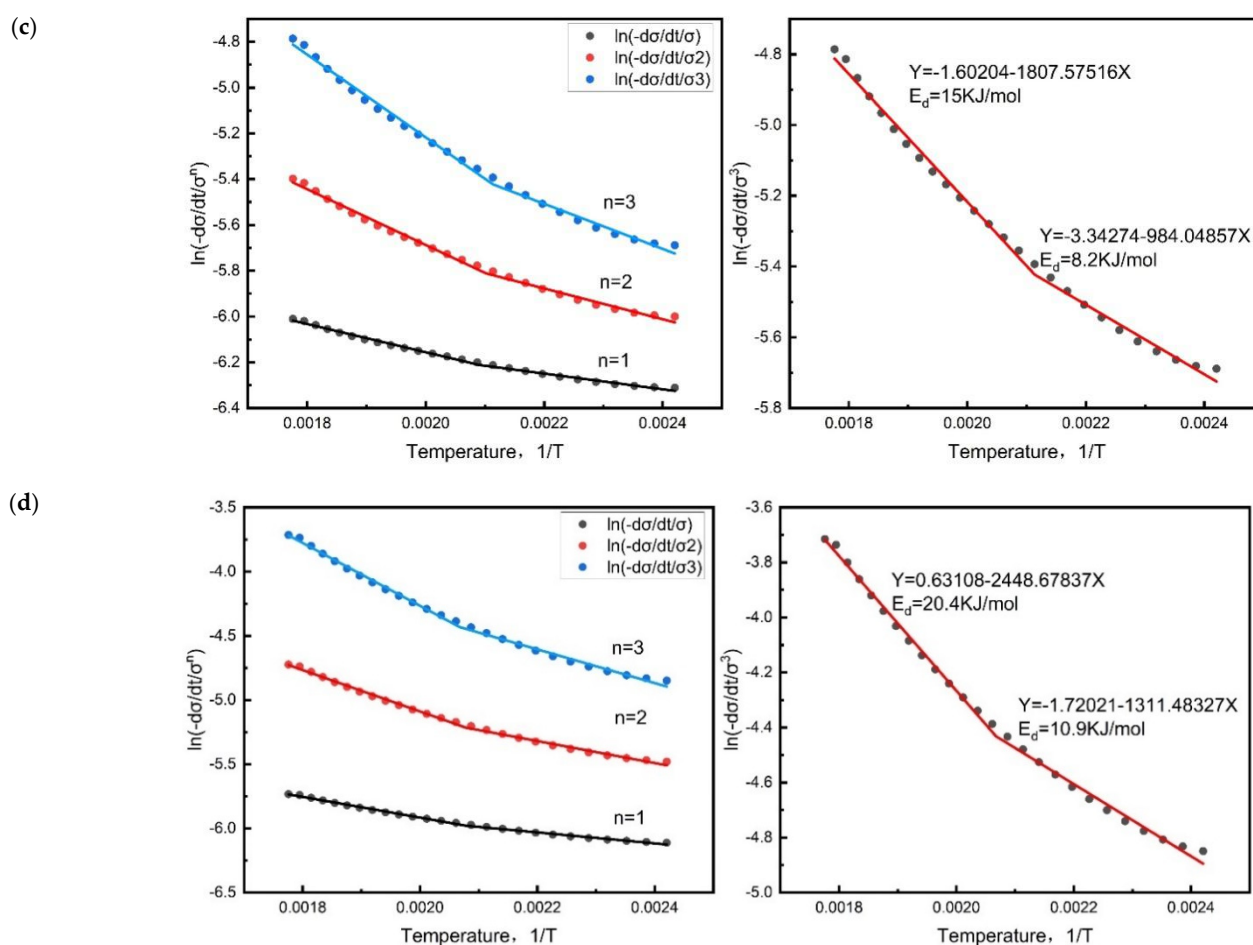 (c)
ln(-dσ/dt/σ)
ln(-dσ/dt/σ2)
ln(-dσ/dt/σ3)
-4.8
-5.0
-5.2
-5.4
-5.6
-5.8
-6.0
-6.2
-6.4
ln(-dσ/dt/σⁿ)
n=3
n=2
n=1
0.0018
0.0020
0.0022
0.0024
Temperature, 1/T
-4.8
-5.0
-5.2
-5.4
-5.6
-5.8
ln(-dσ/dt/σ³)
Y=-1.60204-1807.57516X
E_d=15KJ/mol
Y=-3.34274-984.04857X
E_d=8.2KJ/mol
0.0018
0.0020
0.0022
0.0024
Temperature, 1/T
(d)
ln(-dσ/dt/σ)
ln(-dσ/dt/σ2)
ln(-dσ/dt/σ3)
-3.5
-4.0
-4.5
-5.0
-5.5
-6.0
-6.5
ln(-dσ/dt/σⁿ)
n=3
n=2
n=1
0.0018
0.0020
0.0022
0.0024
Temperature, 1/T
-3.6
-3.8
-4.0
-4.2
-4.4
-4.6
-4.8
-5.0
ln(-dσ/dt/σ³)
Y=0.63108-2448.67837X
E_d=20.4KJ/mol
Y=-1.72021-1311.48327X
E_d=10.9KJ/mol
0.0018
0.0020
0.0022
0.0024
Temperature, 1/T